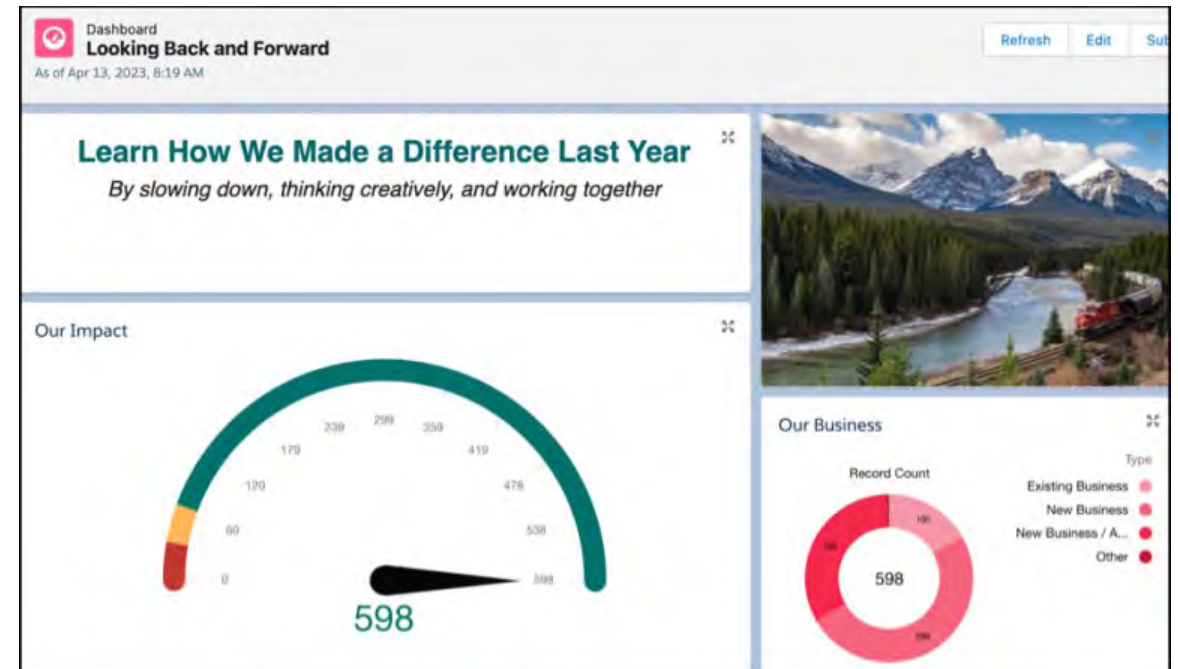 Dashboard
Looking Back and Forward
As of Apr 13, 2023, 8:19 AM
Refresh
Edit
Learn How We Made a Difference Last Year
By slowing down, thinking creatively, and working together
Our Impact
0
60
120
179
239
299
359
419
478
538
598
598
Our Business
Record Count
Type
Existing Business
New Business
New Business / A...
Other
100
598